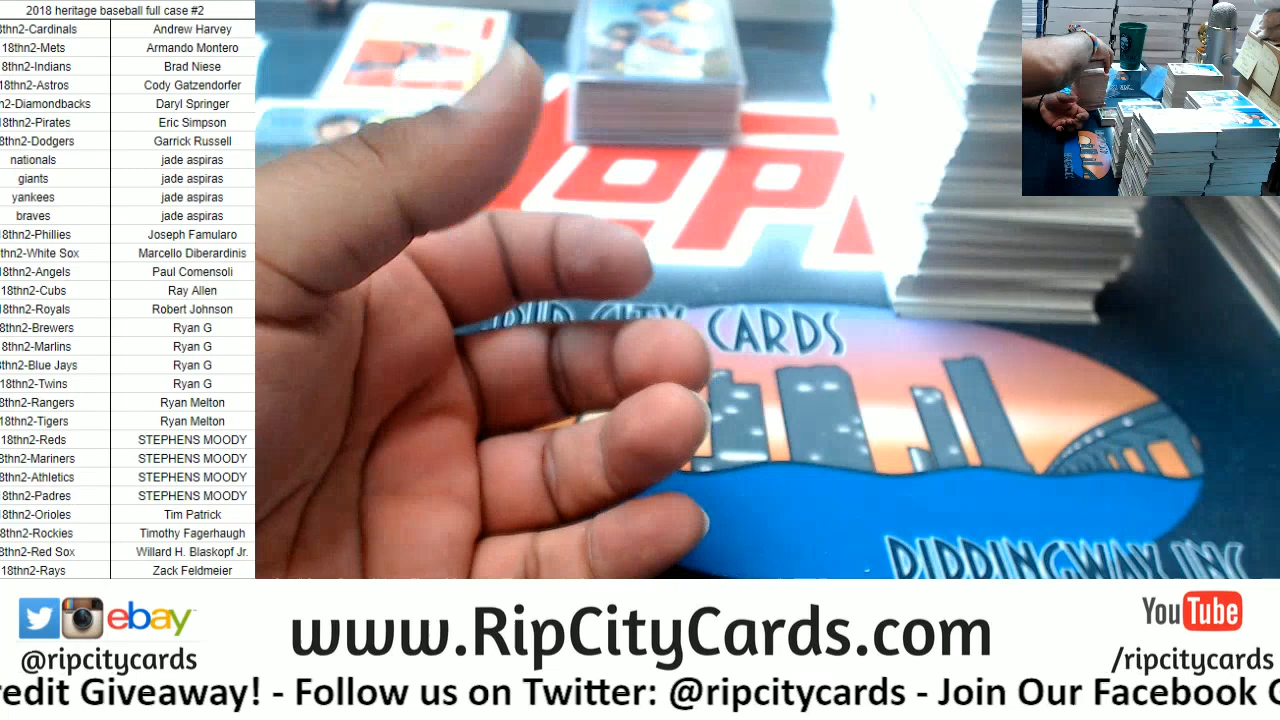 2018 heritage baseball full case #2
8thn2-Cardinals Andrew Harvey
18thn2-Mets Armando Montero
18thn2-Indians Brad Niese
18thn2-Astros Cody Gatzendorfer
n2-Diamondbacks Daryl Springer
18thn2-Pirates Eric Simpson
8thn2-Dodgers Garrick Russell
nationals jade aspiras
giants jade aspiras
yankees jade aspiras
braves jade aspiras
18thn2-Phillies Joseph Famularo
thn2-White Sox Marcello Diberardinis
18thn2-Angels Paul Comensoli
18thn2-Cubs Ray Allen
18thn2-Royals Robert Johnson
8thn2-Brewers Ryan G
18thn2-Marlins Ryan G
8thn2-Blue Jays Ryan G
18thn2-Twins Ryan G
8thn2-Rangers Ryan Melton
18thn2-Tigers Ryan Melton
18thn2-Reds STEPHENS MOODY
8thn2-Mariners STEPHENS MOODY
8thn2-Athletics STEPHENS MOODY
8thn2-Padres STEPHENS MOODY
18thn2-Orioles Tim Patrick
8thn2-Rockies Timothy Fagerhaugh
8thn2-Red Sox Willard H. Blaskopf Jr.
18thn2-Rays Zack Feldmeier
RIP CITY CARDS
RIPPINGWAY INC
ebay
@ripcitycards
www.RipCityCards.com
YouTube
/ripcitycards
redit Giveaway! - Follow us on Twitter: @ripcitycards - Join Our Facebook G